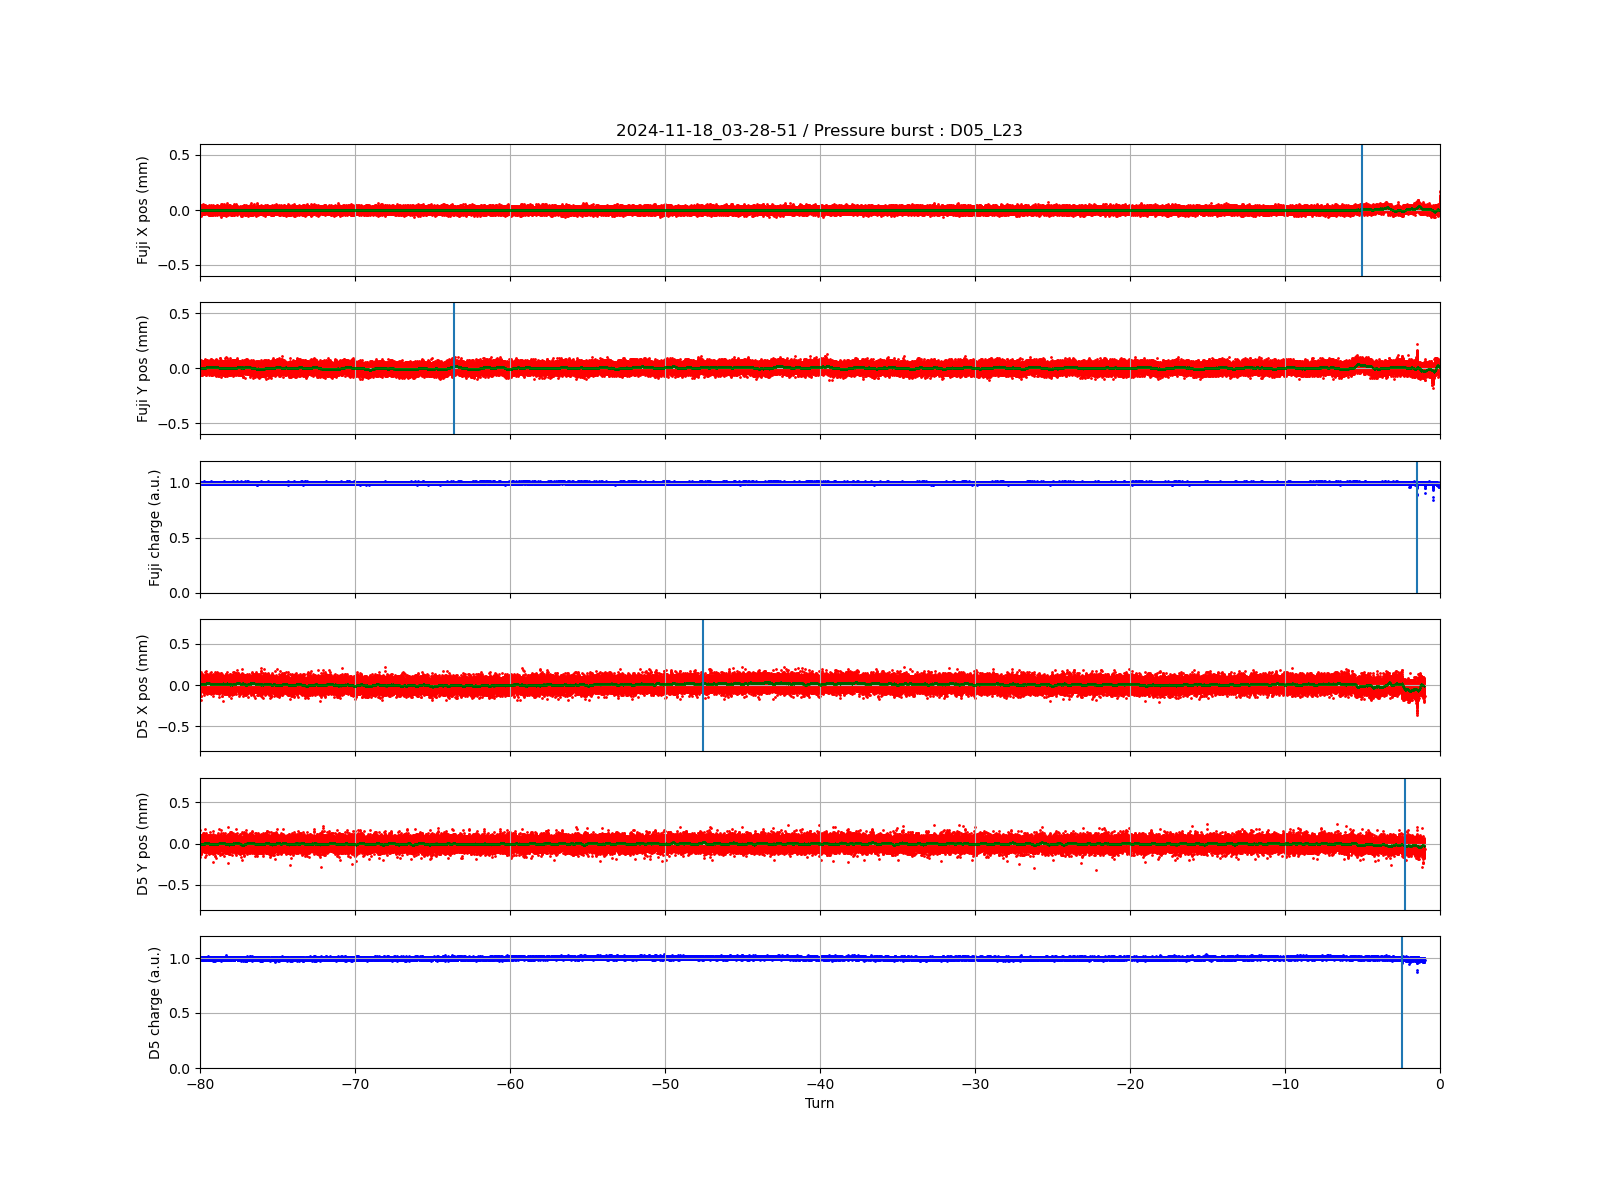 2024-11-18_03-28-51 / Pressure burst : D05_L23
Fuji X pos (mm)
0.5
0.0
−0.5
Fuji Y pos (mm)
0.5
0.0
−0.5
Fuji charge (a.u.)
1.0
0.5
0.0
D5 X pos (mm)
0.5
0.0
−0.5
D5 Y pos (mm)
0.5
0.0
−0.5
D5 charge (a.u.)
1.0
0.5
0.0
−80 −70 −60 −50 −40 −30 −20 −10 0
Turn